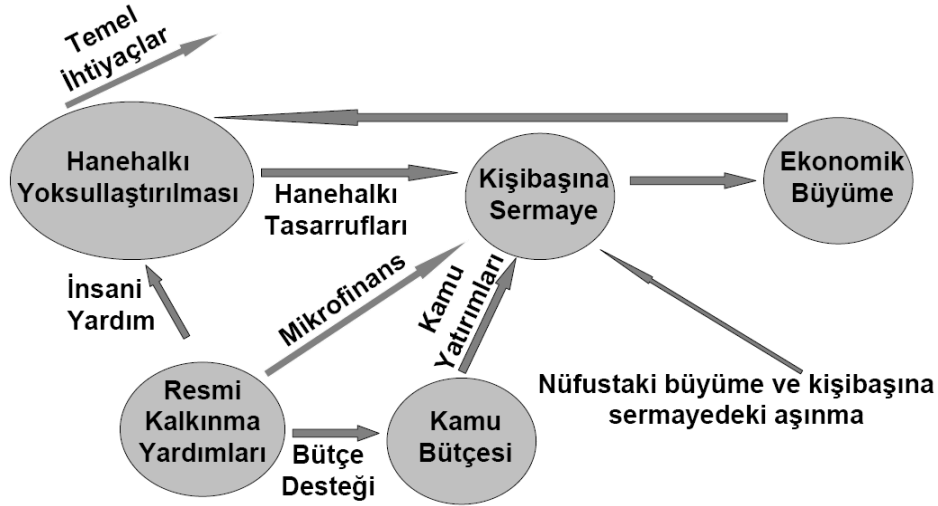 Temel
İhtiyaçlar
Hanehalkı
Yoksullaştırılması
Hanehalkı
Tasarrufları
Kişibaşına
Sermaye
Ekonomik
Büyüme
İnsani
Yardım
Mikrofinans
Kamu
Yatırımları
Resmi
Kalkınma
Yardımları
Bütçe
Desteği
Kamu
Bütçesi
Nüfustaki büyüme ve kişibaşına
sermayedeki aşınma